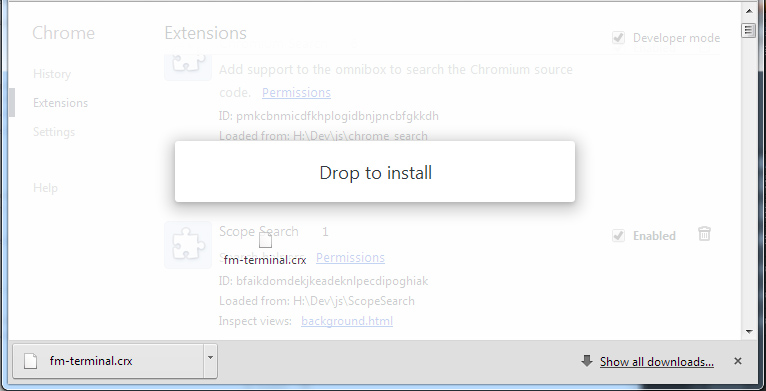 Chrome
Extensions
Developer mode
History
Extensions
Settings
Help
Add support to the omnibox to search the Chromium source
code. Permissions
ID: pmkcbnmicdfkhplogidbnjpncbfgkkdh
Loaded from: H:\Dev\js\chrome_search
Drop to install
Scope Search 1
Enabled
fm-terminal.crx
Permissions
ID: bfaikdomdekjkeadeknlpecdipoghiak
Loaded from: H:\Dev\js\ScopeSearch
Inspect views: background.html
fm-terminal.crx
Show all downloads...